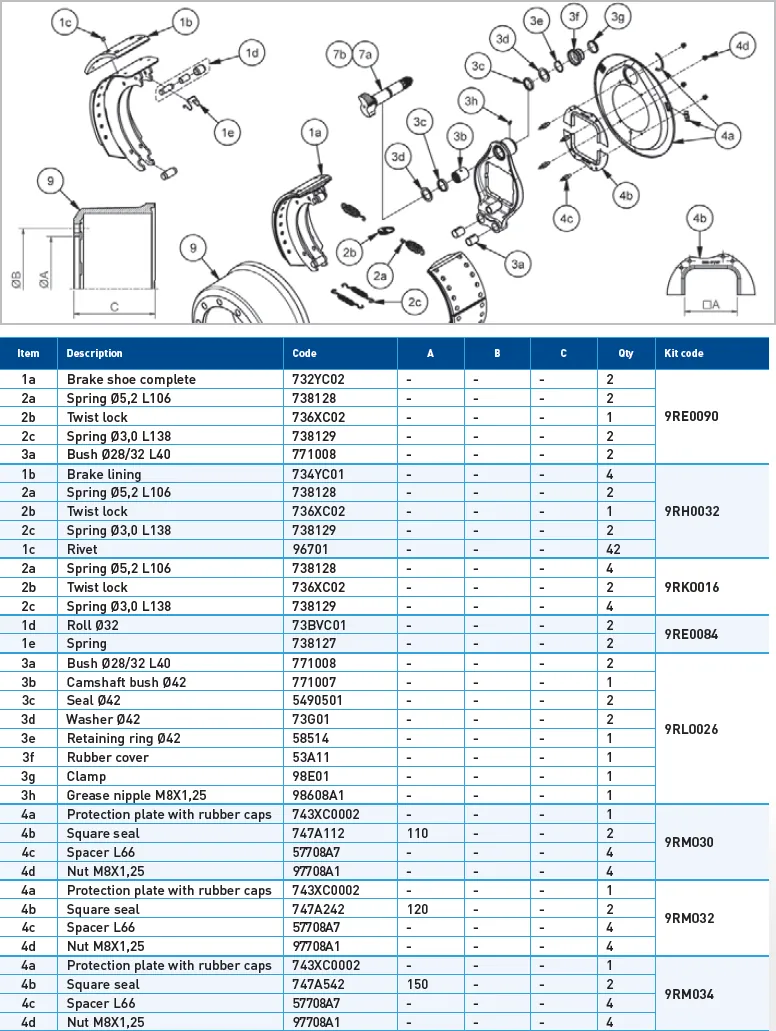 1c
1b
1d
1e
7b
7a
3e
3f
3g
3d
3c
4d
3h
3c
3b
3d
1a
4a
4b
4c
4b
9
9
2b
2a
2c
3a
ØB
ØA
C
□A
Item Description Code A B C Qty Kit code
1a Brake shoe complete 732YC02 - - - 2
2a Spring Ø5,2 L106 738128 - - - 2
2b Twist lock 736XC02 - - - 1 9RE0090
2c Spring Ø3,0 L138 738129 - - - 2
3a Bush Ø28/32 L40 771008 - - - 2
1b Brake lining 734YC01 - - - 4
2a Spring Ø5,2 L106 738128 - - - 2
2b Twist lock 736XC02 - - - 1 9RH0032
2c Spring Ø3,0 L138 738129 - - - 2
1c Rivet 96701 - - - 42
2a Spring Ø5,2 L106 738128 - - - 4
2b Twist lock 736XC02 - - - 2 9RK0016
2c Spring Ø3,0 L138 738129 - - - 4
1d Roll Ø32 73BVC01 - - - 2 9RE0084
1e Spring 738127 - - - 2
3a Bush Ø28/32 L40 771008 - - - 2
3b Camshaft bush Ø42 771007 - - - 1
3c Seal Ø42 5490501 - - - 2
3d Washer Ø42 73G01 - - - 2 9RL0026
3e Retaining ring Ø42 58514 - - - 1
3f Rubber cover 53A11 - - - 1
3g Clamp 98E01 - - - 1
3h Grease nipple M8X1,25 98608A1 - - - 1
4a Protection plate with rubber caps 743XC0002 - - - 1
4b Square seal 747A112 110 - - 2 9RM030
4c Spacer L66 57708A7 - - - 4
4d Nut M8X1,25 97708A1 - - - 4
4a Protection plate with rubber caps 743XC0002 - - - 1
4b Square seal 747A242 120 - - 2 9RM032
4c Spacer L66 57708A7 - - - 4
4d Nut M8X1,25 97708A1 - - - 4
4a Protection plate with rubber caps 743XC0002 - - - 1
4b Square seal 747A542 150 - - 2 9RM034
4c Spacer L66 57708A7 - - - 4
4d Nut M8X1,25 97708A1 - - - 4